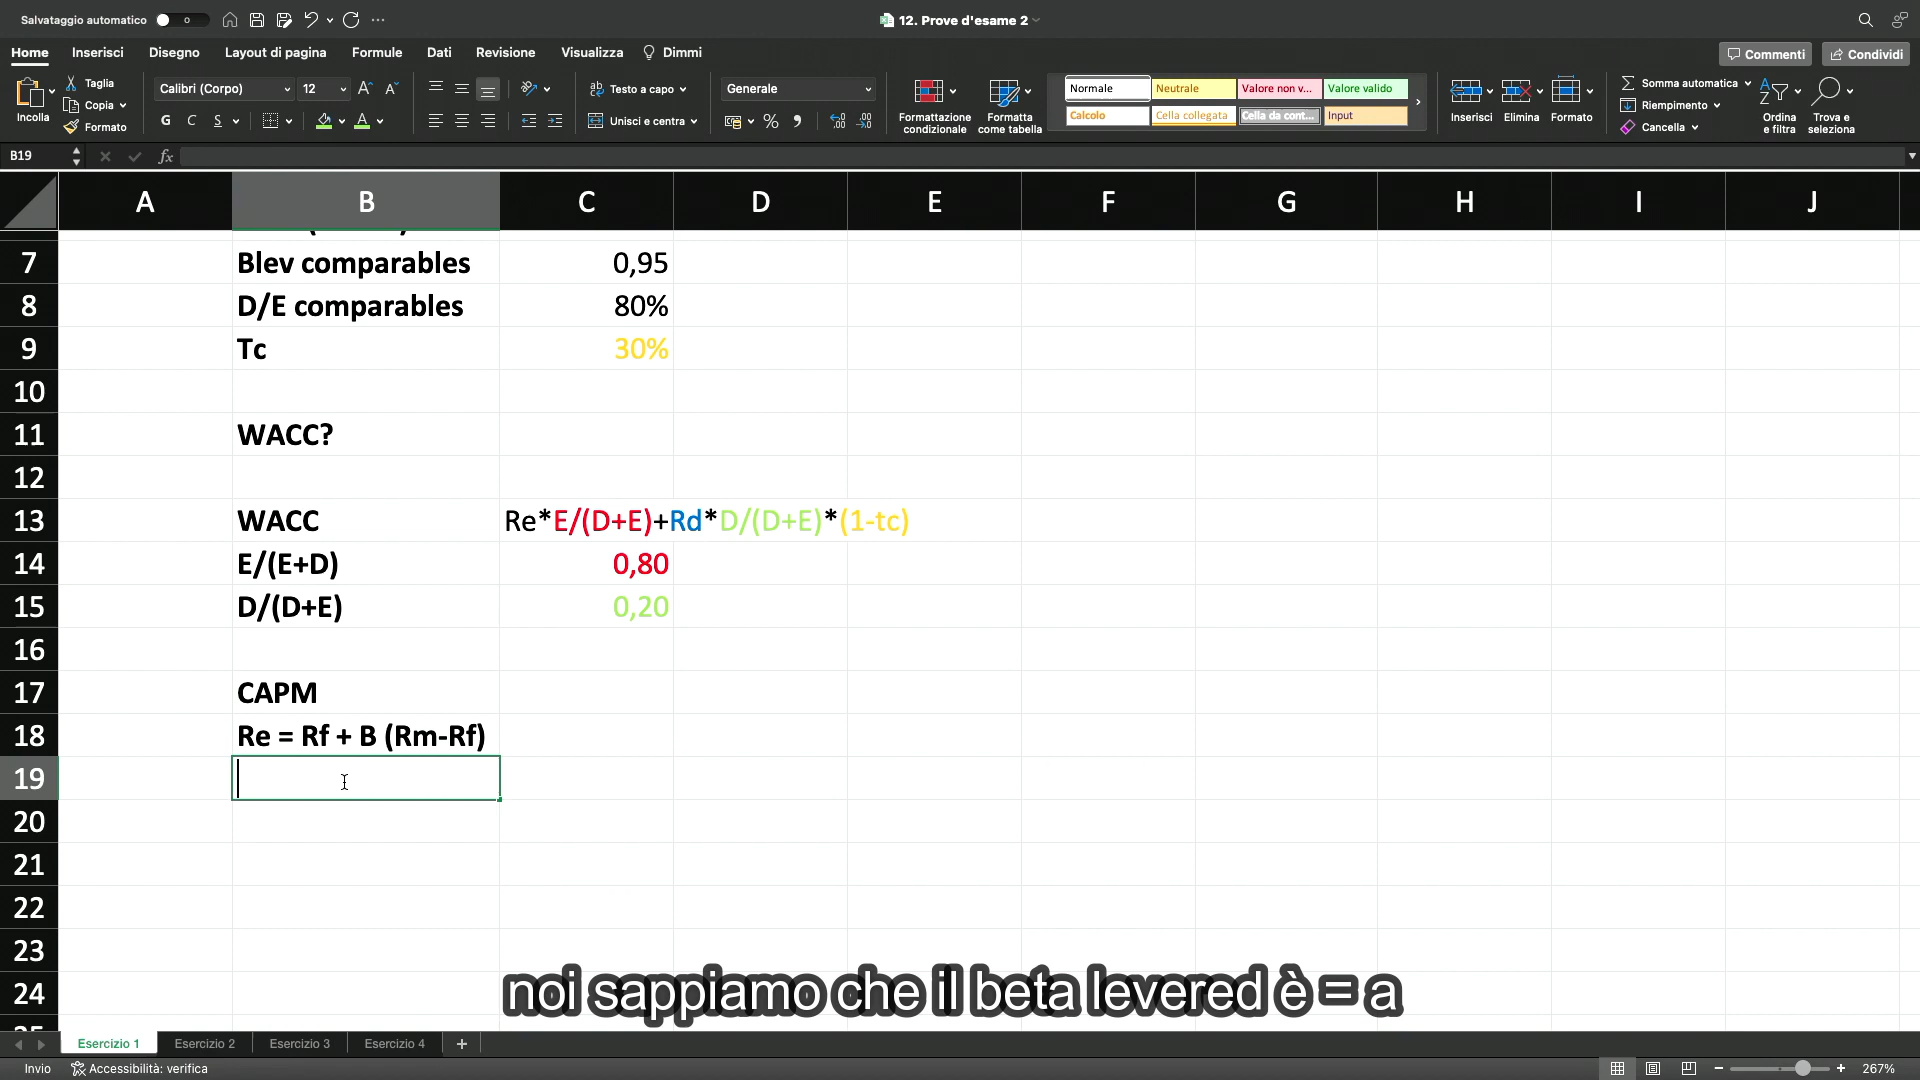 Salvataggio automatico
12. Prove d'esame 2
Home Inserisci Disegno Layout di pagina Formule Dati Revisione Visualizza Dimmi
Commenti Condividi
Incolla
Taglia
Copia
Formato
Calibri (Corpo) 12
G C S
Testo a capo
Unisci e centra
Generale
Formattazione condizionale
Formatta come tabella
Normale Neutrale Valore non v... Valore valido
Calcolo Cella collegata Cella da cont... Input
Inserisci Elimina Formato
Somma automatica
Riempimento
Cancella
Ordina e filtra
Trova e seleziona
B19 fx
A B C D E F G H I J
7 Blev comparables 0,95
8 D/E comparables 80%
9 Tc 30%
10
11 WACC?
12
13 WACC Re*E/(D+E)+Rd*D/(D+E)*(1-tc)
14 E/(E+D) 0,80
15 D/(D+E) 0,20
16
17 CAPM
18 Re = Rf + B (Rm-Rf)
19
20
21
22
23
24
noi sappiamo che il beta levered è = a
Esercizio 1 Esercizio 2 Esercizio 3 Esercizio 4 +
Invio Accessibilità: verifica 267%